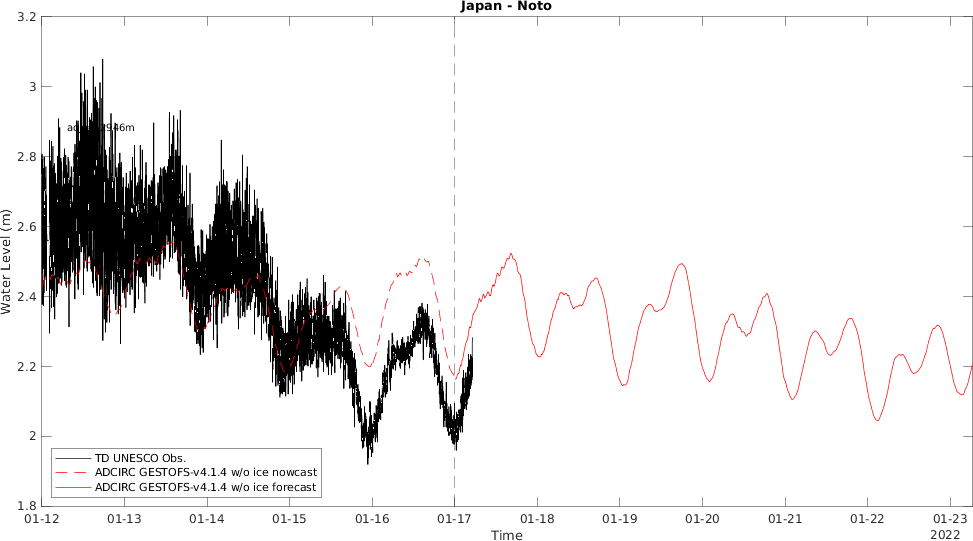 Japan - Noto
3.2
3
2.8
2.6
2.4
2.2
2
1.8
Water Level (m)
TD UNESCO Obs.
ADCIRC GESTOFS-v4.1.4 w/o ice nowcast
ADCIRC GESTOFS-v4.1.4 w/o ice forecast
01-12 01-13 01-14 01-15 01-16 01-17 01-18 01-19 01-20 01-21 01-22 01-23
Time
2022